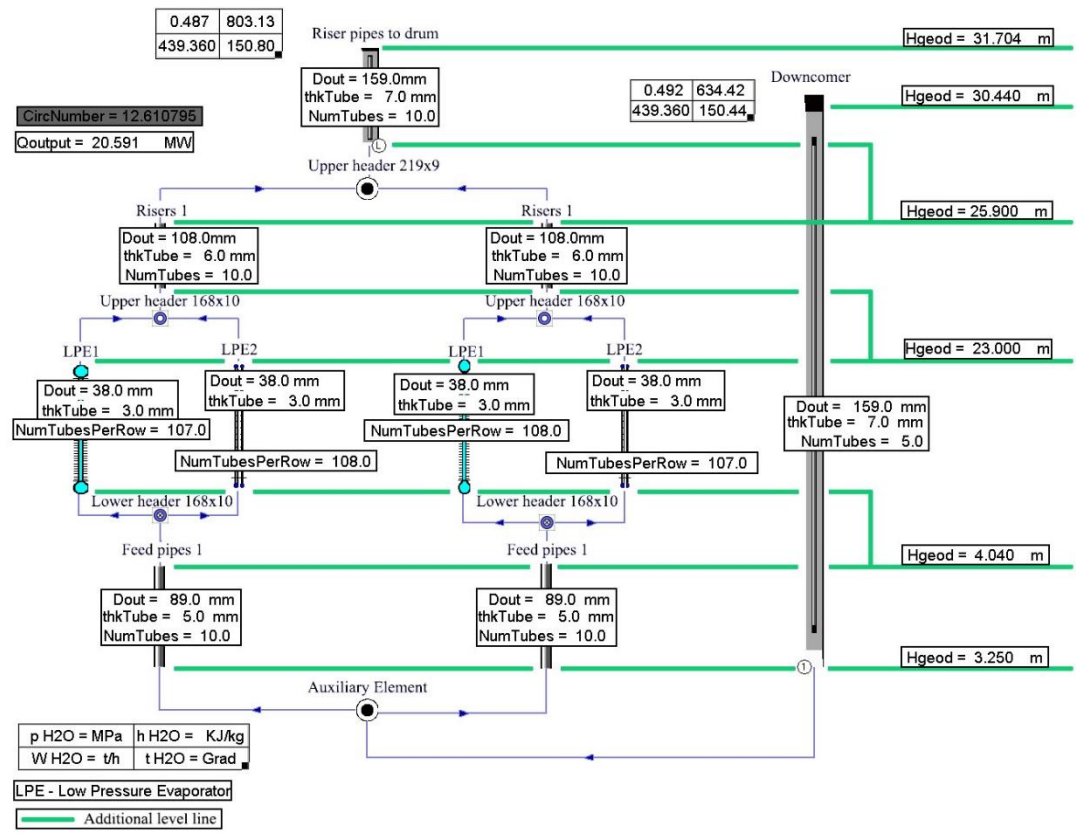 0.487 803.13
439.360 150.80
Riser pipes to drum
Dout = 159.0mm
thkTube = 7.0 mm
NumTubes = 10.0
L
Hgeod = 31.704 m
0.492 634.42
439.360 150.44
Downcomer
Hgeod = 30.440 m
CircNumber = 12.610795
Qoutput = 20.591 MW
Upper header 219x9
Risers 1
Risers 1
Hgeod = 25.900 m
Dout = 108.0mm
thkTube = 6.0 mm
NumTubes = 10.0
Dout = 108.0mm
thkTube = 6.0 mm
NumTubes = 10.0
Upper header 168x10
Upper header 168x10
LPE1
LPE2
LPE1
LPE2
Hgeod = 23.000 m
Dout = 38.0 mm
thkTube = 3.0 mm
NumTubesPerRow = 107.0
Dout = 38.0 mm
thkTube = 3.0 mm
NumTubesPerRow = 108.0
Dout = 38.0 mm
thkTube = 3.0 mm
NumTubesPerRow = 108.0
Dout = 38.0 mm
thkTube = 3.0 mm
NumTubesPerRow = 107.0
Dout = 159.0 mm
thkTube = 7.0 mm
NumTubes = 5.0
Lower header 168x10
Lower header 168x10
Feed pipes 1
Feed pipes 1
Hgeod = 4.040 m
Dout = 89.0 mm
thkTube = 5.0 mm
NumTubes = 10.0
Dout = 89.0 mm
thkTube = 5.0 mm
NumTubes = 10.0
1
Hgeod = 3.250 m
Auxiliary Element
p H2O = MPa h H2O = KJ/kg
W H2O = t/h t H2O = Grad
LPE - Low Pressure Evaporator
Additional level line